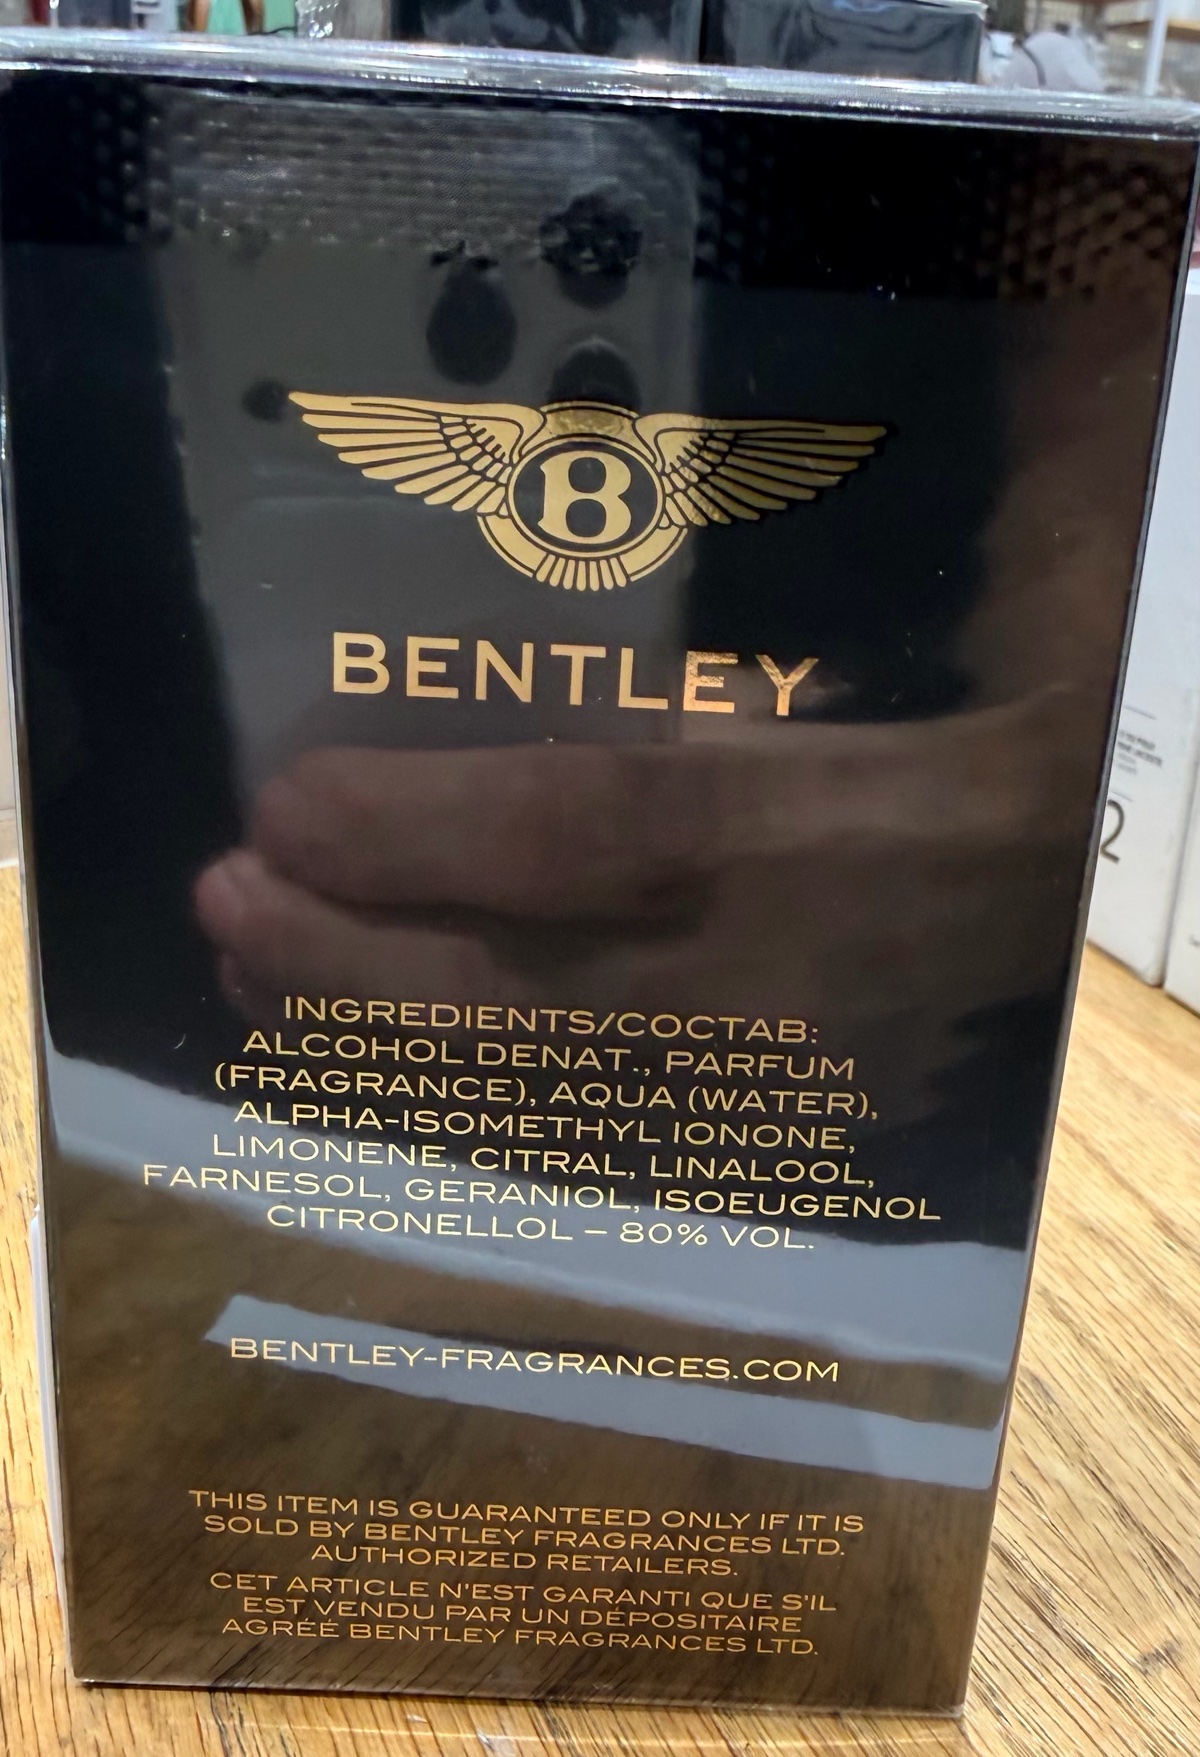 B
BENTLEY
INGREDIENTS/COCTAB:
ALCOHOL DENAT., PARFUM
(FRAGRANCE), AQUA (WATER),
ALPHA-ISOMETHYL IONONE,
LIMONENE, CITRAL, LINALOOL,
FARNESOL, GERANIOL, ISOEUGENOL
CITRONELLOL – 80% VOL.
BENTLEY-FRAGRANCES.COM
THIS ITEM IS GUARANTEED ONLY IF IT IS
SOLD BY BENTLEY FRAGRANCES LTD.
AUTHORIZED RETAILERS.
CET ARTICLE N'EST GARANTI QUE S'IL
EST VENDU PAR UN DÉPOSITAIRE
AGRÉÉ BENTLEY FRAGRANCES LTD.
2